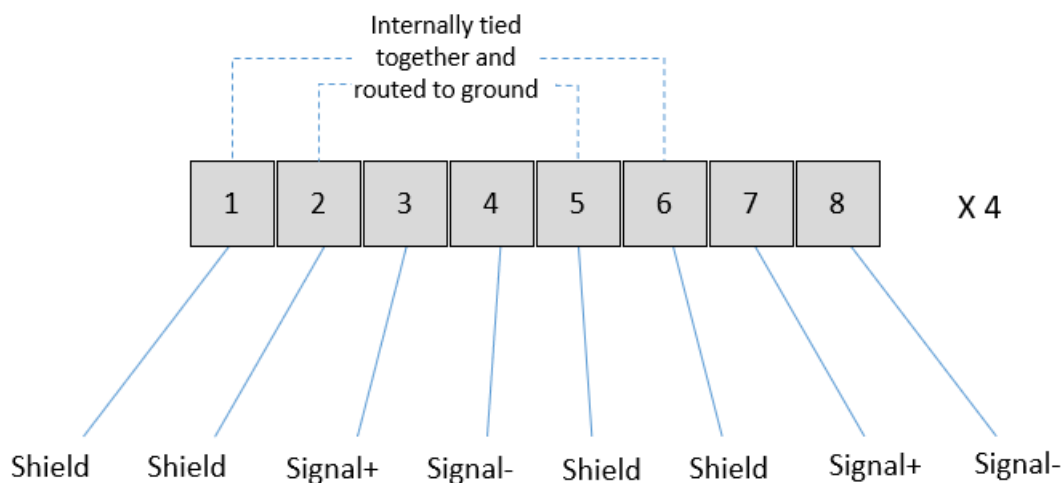 Internally tied
together and
routed to ground
1 2 3 4 5 6 7 8 X 4
Shield Shield Signal+ Signal- Shield Shield Signal+ Signal-